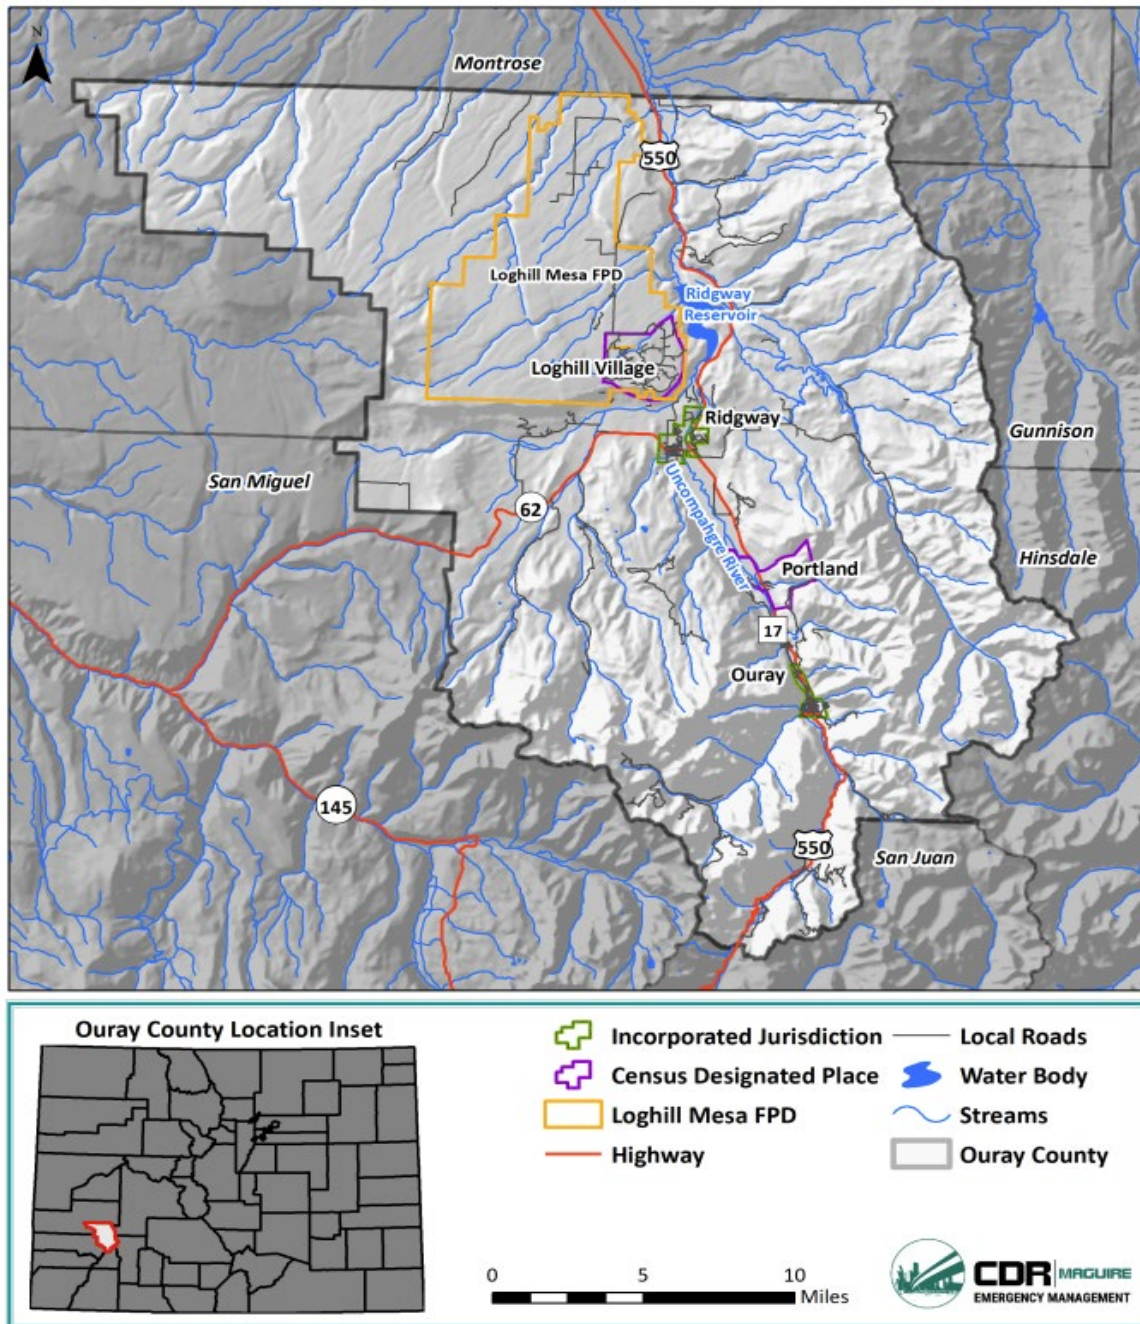 N
Montrose
550
Loghill Mesa FPD
Ridgway
Reservoir
Loghill Village
Ridgway
Gunnison
San Miguel
62
Uncompahgre River
Hinsdale
Portland
17
Ouray
145
550
San Juan
Ouray County Location Inset
Incorporated Jurisdiction
Census Designated Place
Loghill Mesa FPD
Highway
Local Roads
Water Body
Streams
Ouray County
0 5 10
Miles
CDR MAGUIRE
EMERGENCY MANAGEMENT